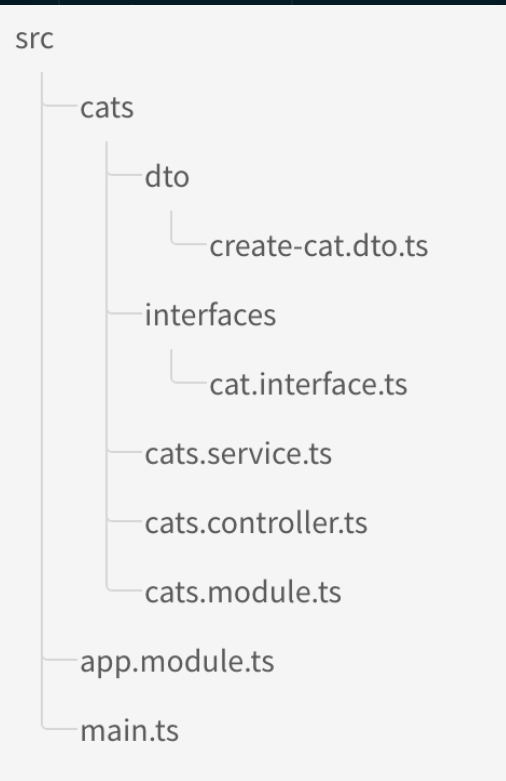 src
cats
dto
create-cat.dto.ts
interfaces
cat.interface.ts
cats.service.ts
cats.controller.ts
cats.module.ts
app.module.ts
main.ts